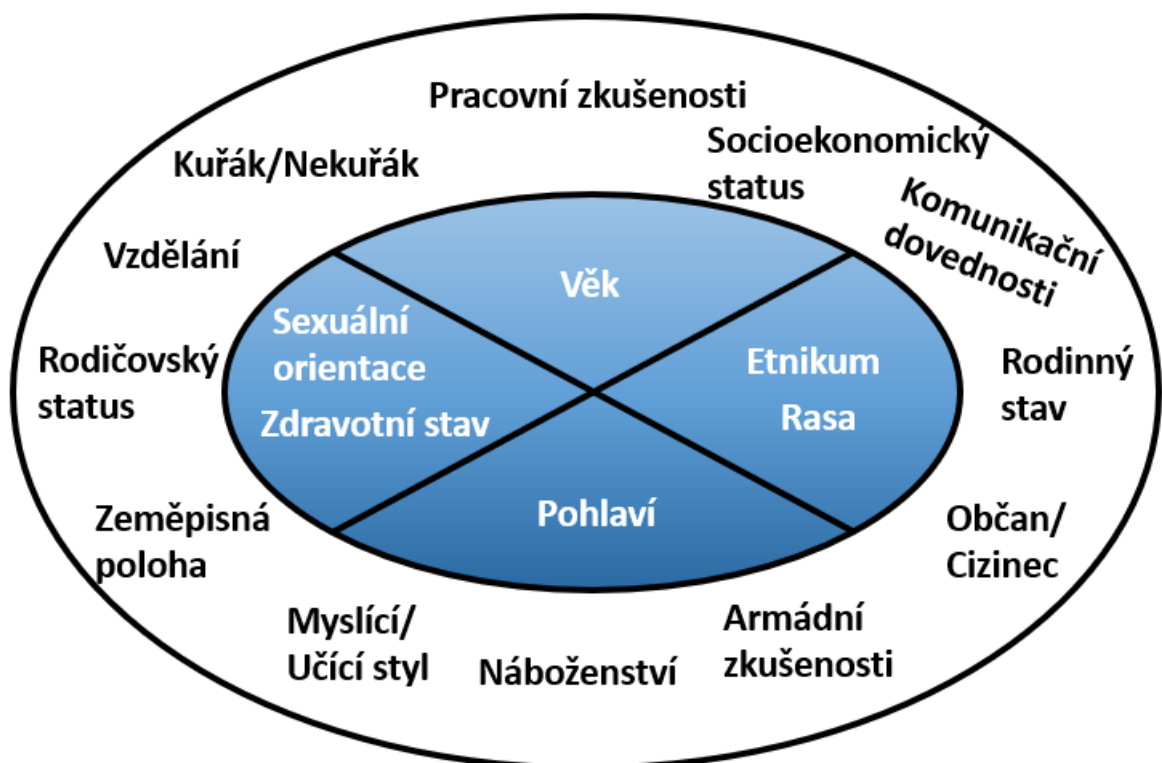 Pracovní zkušenosti
Socioekonomický
status
Kuřák/Nekuřák
Komunikační
dovednosti
Vzdělání
Věk
Sexuální
orientace
Zdravotní stav
Etnikum
Rasa
Rodičovský
status
Rodinný
stav
Pohlaví
Zeměpisná
poloha
Občan/
Cizinec
Myslící/
Učící styl
Náboženství
Armádní
zkušenosti